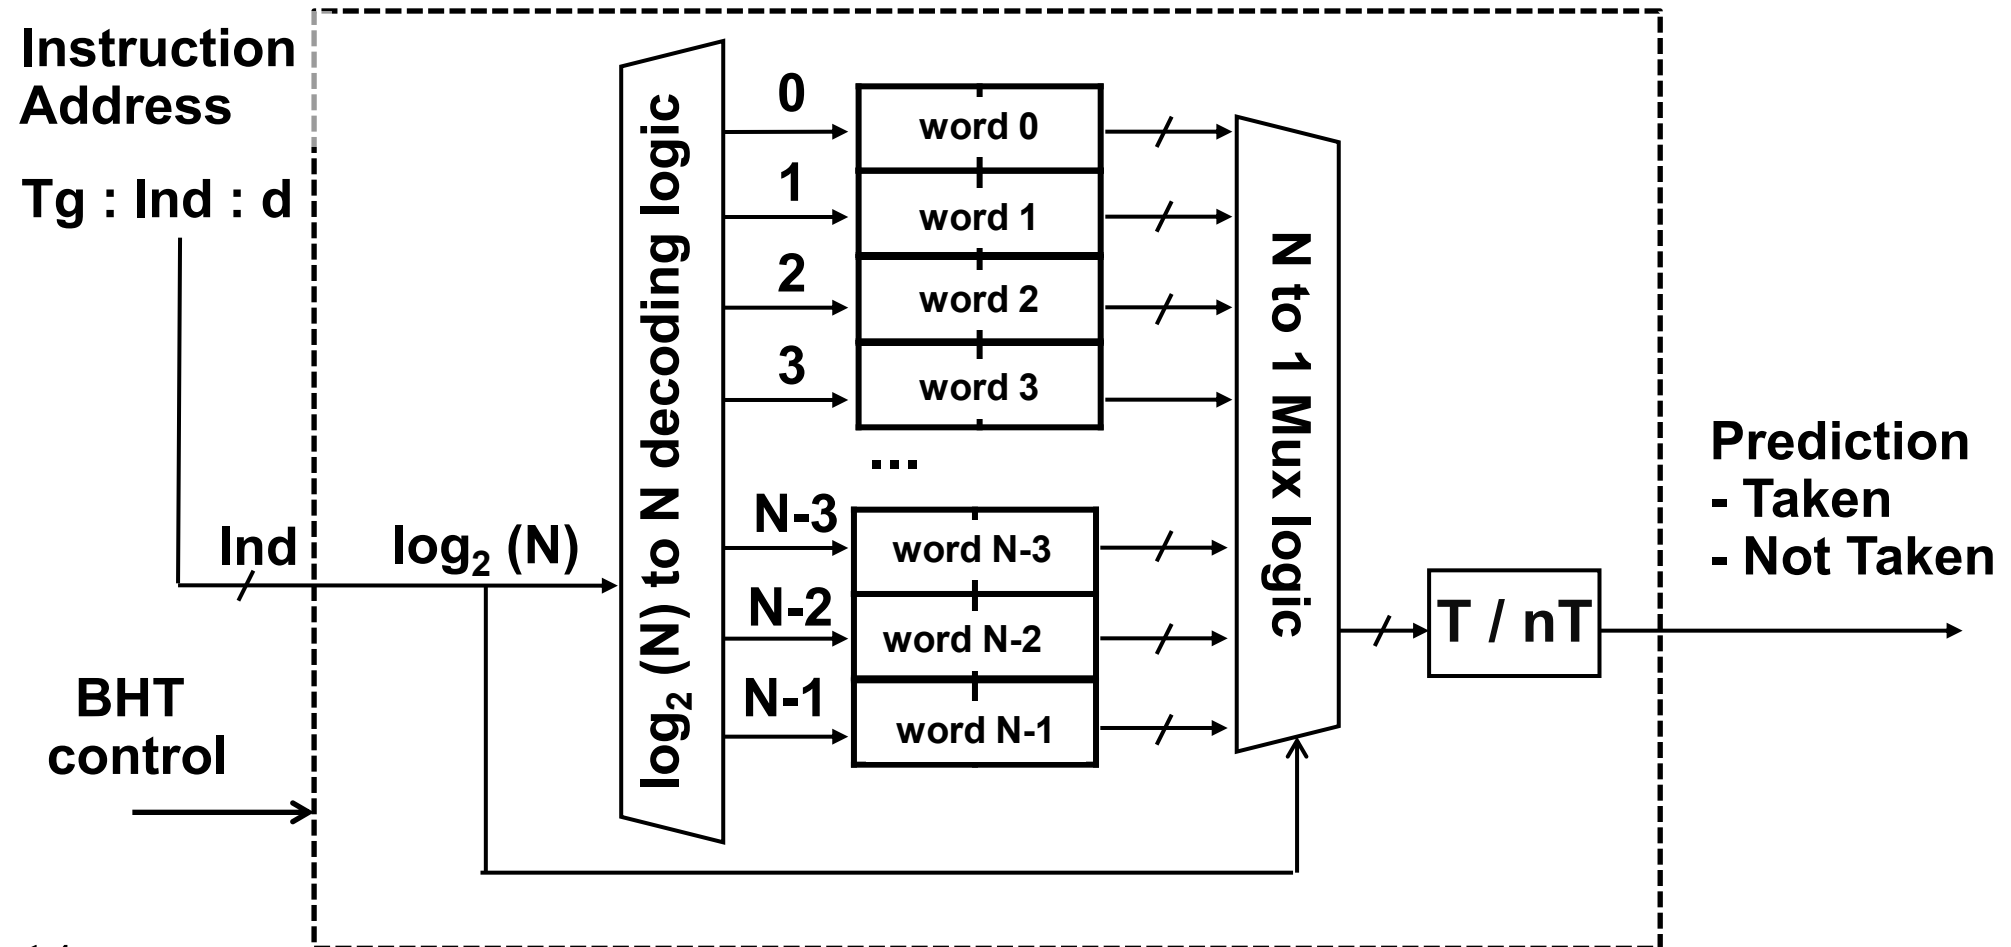 Instruction
Address
Tg : Ind : d
Ind
log₂ (N)
BHT
control
log₂ (N) to N decoding logic
0
1
2
3
N-3
N-2
N-1
word 0
word 1
word 2
word 3
...
word N-3
word N-2
word N-1
N to 1 Mux logic
T / nT
Prediction
- Taken
- Not Taken